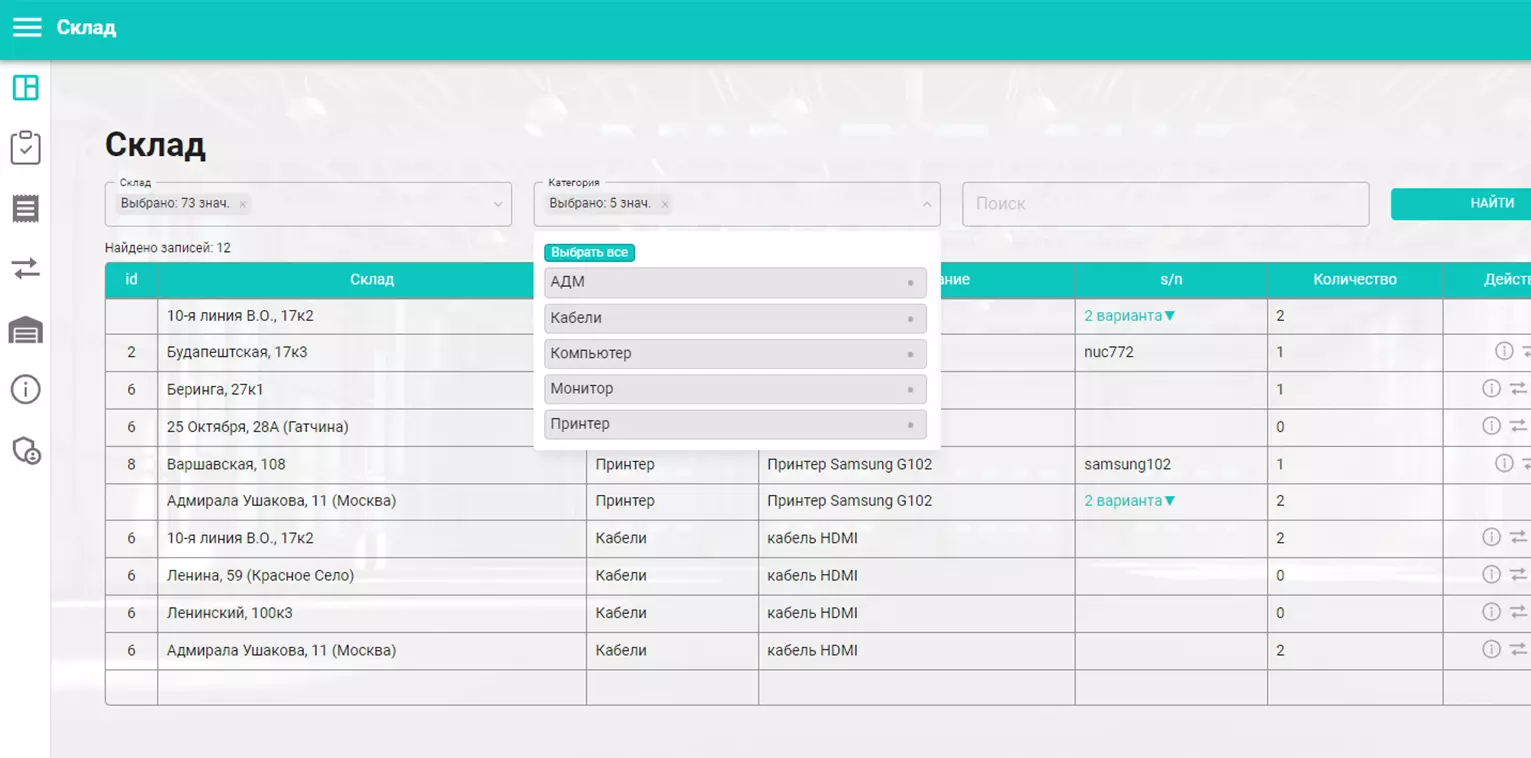 Склад
Склад
Склад
Выбрано: 73 знач. ×
Категория
Выбрано: 5 знач. ×
Поиск
НАЙТИ
Найдено записей: 12
Выбрать все
АДМ
Кабели
Компьютер
Монитор
Принтер
id Склад ание s/n Количество Дейст
10-я линия В.О., 17к2 2 варианта▼ 2
2 Будапештская, 17к3 nuc772 1
6 Беринга, 27к1 1
6 25 Октября, 28А (Гатчина) 0
8 Варшавская, 108 Принтер Принтер Samsung G102 samsung102 1
Адмирала Ушакова, 11 (Москва) Принтер Принтер Samsung G102 2 варианта▼ 2
6 10-я линия В.О., 17к2 Кабели кабель HDMI 2
6 Ленина, 59 (Красное Село) Кабели кабель HDMI 0
6 Ленинский, 100к3 Кабели кабель HDMI 0
6 Адмирала Ушакова, 11 (Москва) Кабели кабель HDMI 2